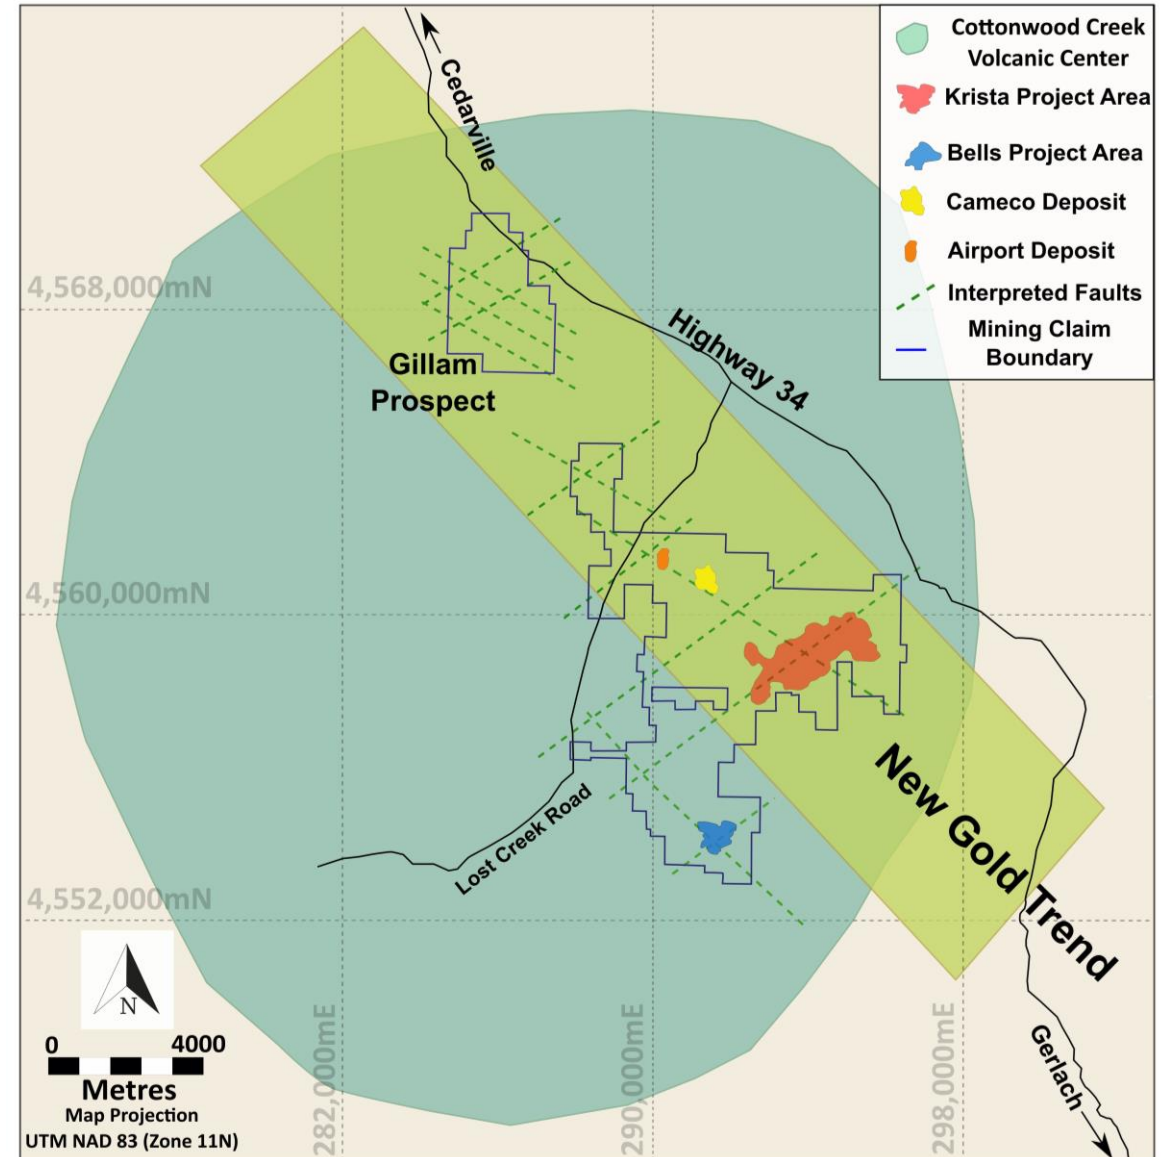 Cottonwood Creek
Volcanic Center
Krista Project Area
Bells Project Area
Cameco Deposit
Airport Deposit
Interpreted Faults
Mining Claim
Boundary
Cedarville
4,568,000mN
Highway 34
Gillam
Prospect
4,560,000mN
New Gold Trend
Lost Creek Road
4,552,000mN
N
0 4000
Metres
Map Projection
UTM NAD 83 (Zone 11N)
282,000mE
290,000mE
298,000mE
Gerlach